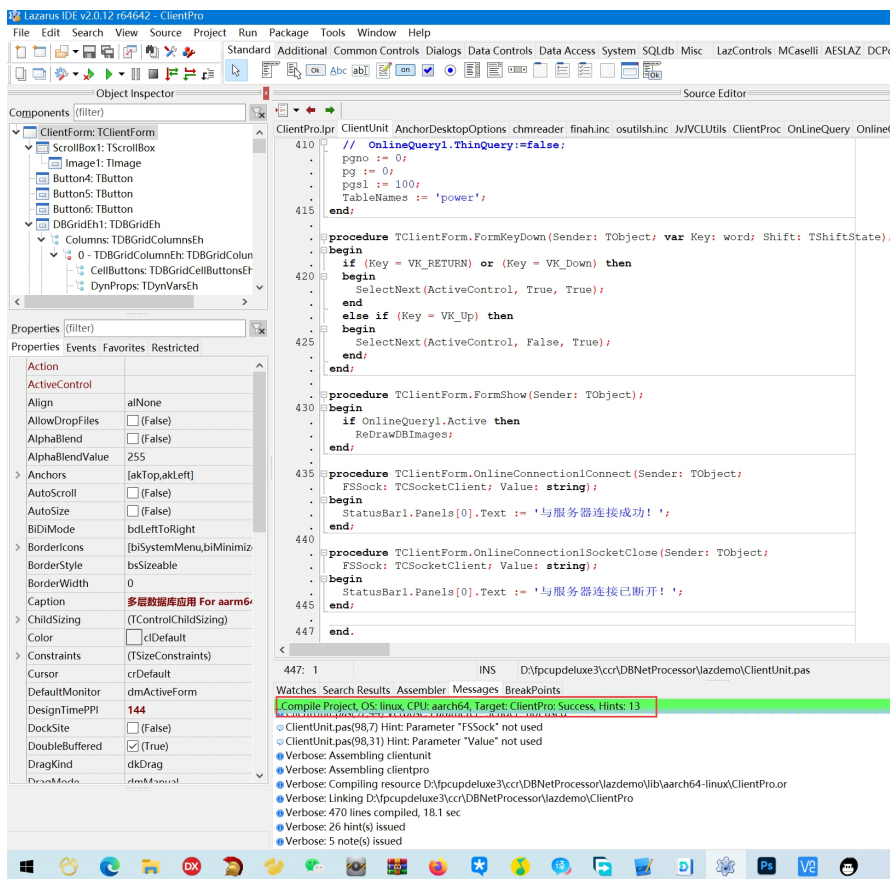 Lazarus IDE v2.0.12 r64642 - ClientPro
File Edit Search View Source Project Run Package Tools Window Help
Standard Additional Common Controls Dialogs Data Controls Data Access System SQLdb Misc LazControls MCaselli AESLAZ DCPc
Ok Abc abI on Ok
Object Inspector
Source Editor
Components (filter)
ClientForm: TClientForm
ScrollBox1: TScrollBox
Image1: TImage
Button4: TButton
Button5: TButton
Button6: TButton
DBGridEh1: TDBGridEh
Columns: TDBGridColumnsEh
0 - TDBGridColumnEh: TDBGridColun
CellButtons: TDBGridCellButtonsEh
DynProps: TDynVarsEh
Properties (filter)
Properties Events Favorites Restricted
Action
ActiveControl
Align alNone
AllowDropFiles (False)
AlphaBlend (False)
AlphaBlendValue 255
Anchors [akTop,akLeft]
AutoScroll (False)
AutoSize (False)
BiDiMode bdLeftToRight
BorderIcons [biSystemMenu,biMinimiz
BorderStyle bsSizeable
BorderWidth 0
Caption 多层数据库应用 For aarm64
ChildSizing (TControlChildSizing)
Color clDefault
Constraints (TSizeConstraints)
Cursor crDefault
DefaultMonitor dmActiveForm
DesignTimePPI 144
DockSite (False)
DoubleBuffered (True)
DragKind dkDrag
DragMode dmManual
ClientPro.lpr ClientUnit AnchorDesktopOptions chmreader finah.inc osutilsh.inc JvJVCLUtils ClientProc OnLineQuery OnlineC
410 // OnlineQuery1.ThinQuery:=false;
pgno := 0;
pg := 0;
pgsl := 100;
TableNames := 'power';
415 end;
procedure TClientForm.FormKeyDown(Sender: TObject; var Key: word; Shift: TShiftState);
begin
if (Key = VK_RETURN) or (Key = VK_Down) then
420 begin
SelectNext(ActiveControl, True, True);
end
else if (Key = VK_Up) then
begin
425 SelectNext(ActiveControl, False, True);
end;
end;
procedure TClientForm.FormShow(Sender: TObject);
430 begin
if OnlineQuery1.Active then
ReDrawDBImages;
end;
435 procedure TClientForm.OnlineConnection1Connect(Sender: TObject;
FSSock: TCSocketClient; Value: string);
begin
StatusBar1.Panels[0].Text := '与服务器连接成功！';
end;
440
procedure TClientForm.OnlineConnection1SocketClose(Sender: TObject;
FSSock: TCSocketClient; Value: string);
begin
StatusBar1.Panels[0].Text := '与服务器连接已断开！';
445 end;
447 end.
447: 1 INS D:\fpcupdeluxe3\ccr\DBNetProcessor\lazdemo\ClientUnit.pas
Watches Search Results Assembler Messages BreakPoints
Compile Project, OS: linux, CPU: aarch64, Target: ClientPro: Success, Hints: 13
ClientUnit.pas(98,7) Hint: Parameter "FSSock" not used
ClientUnit.pas(98,31) Hint: Parameter "Value" not used
Verbose: Assembling clientunit
Verbose: Assembling clientpro
Verbose: Compiling resource D:\fpcupdeluxe3\ccr\DBNetProcessor\lazdemo\lib\aarch64-linux\ClientPro.or
Verbose: Linking D:\fpcupdeluxe3\ccr\DBNetProcessor\lazdemo\ClientPro
Verbose: 470 lines compiled, 18.1 sec
Verbose: 26 hint(s) issued
Verbose: 5 note(s) issued
DX Ps